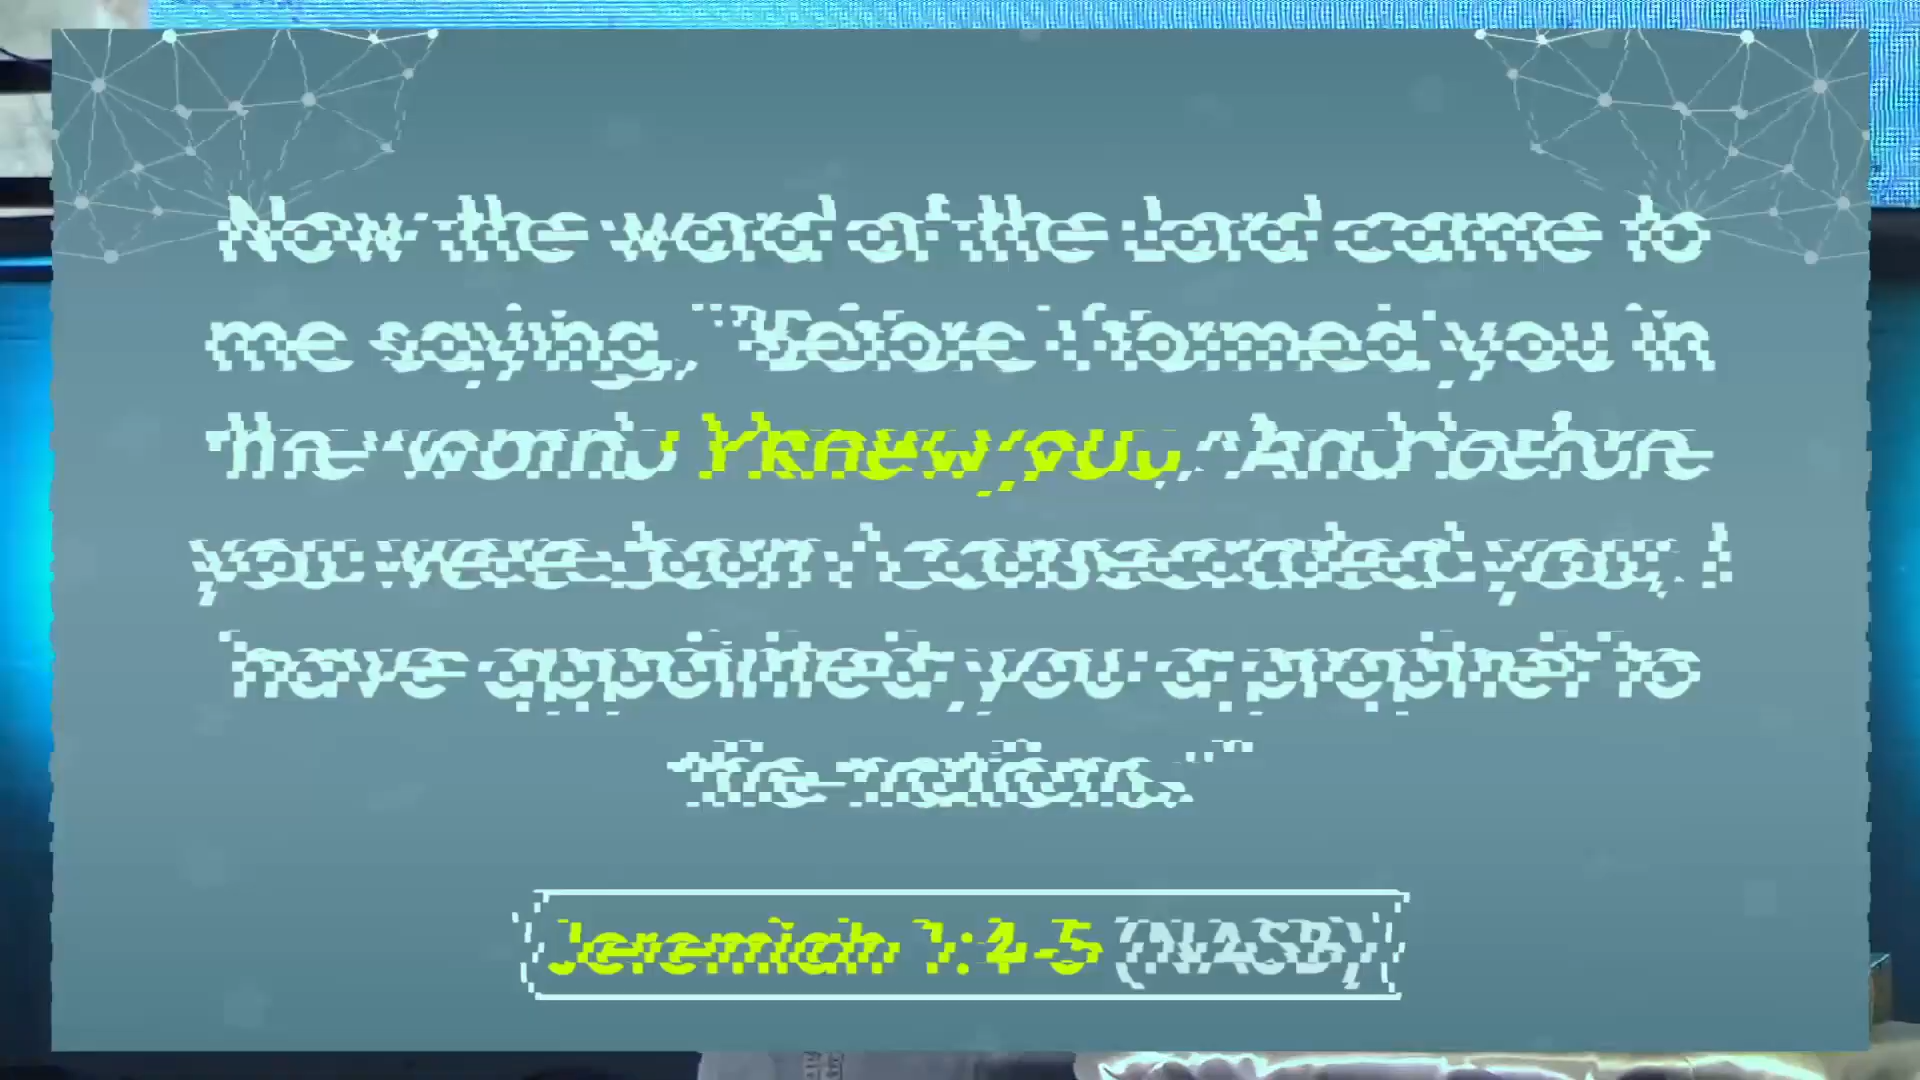 Now the word of the Lord came to
me saying, "Before I formed you in
the womb I knew you, And before
you were born I consecrated you; I
have appointed you a prophet to
the nations."
Jeremiah 1:4-5 (NASB)